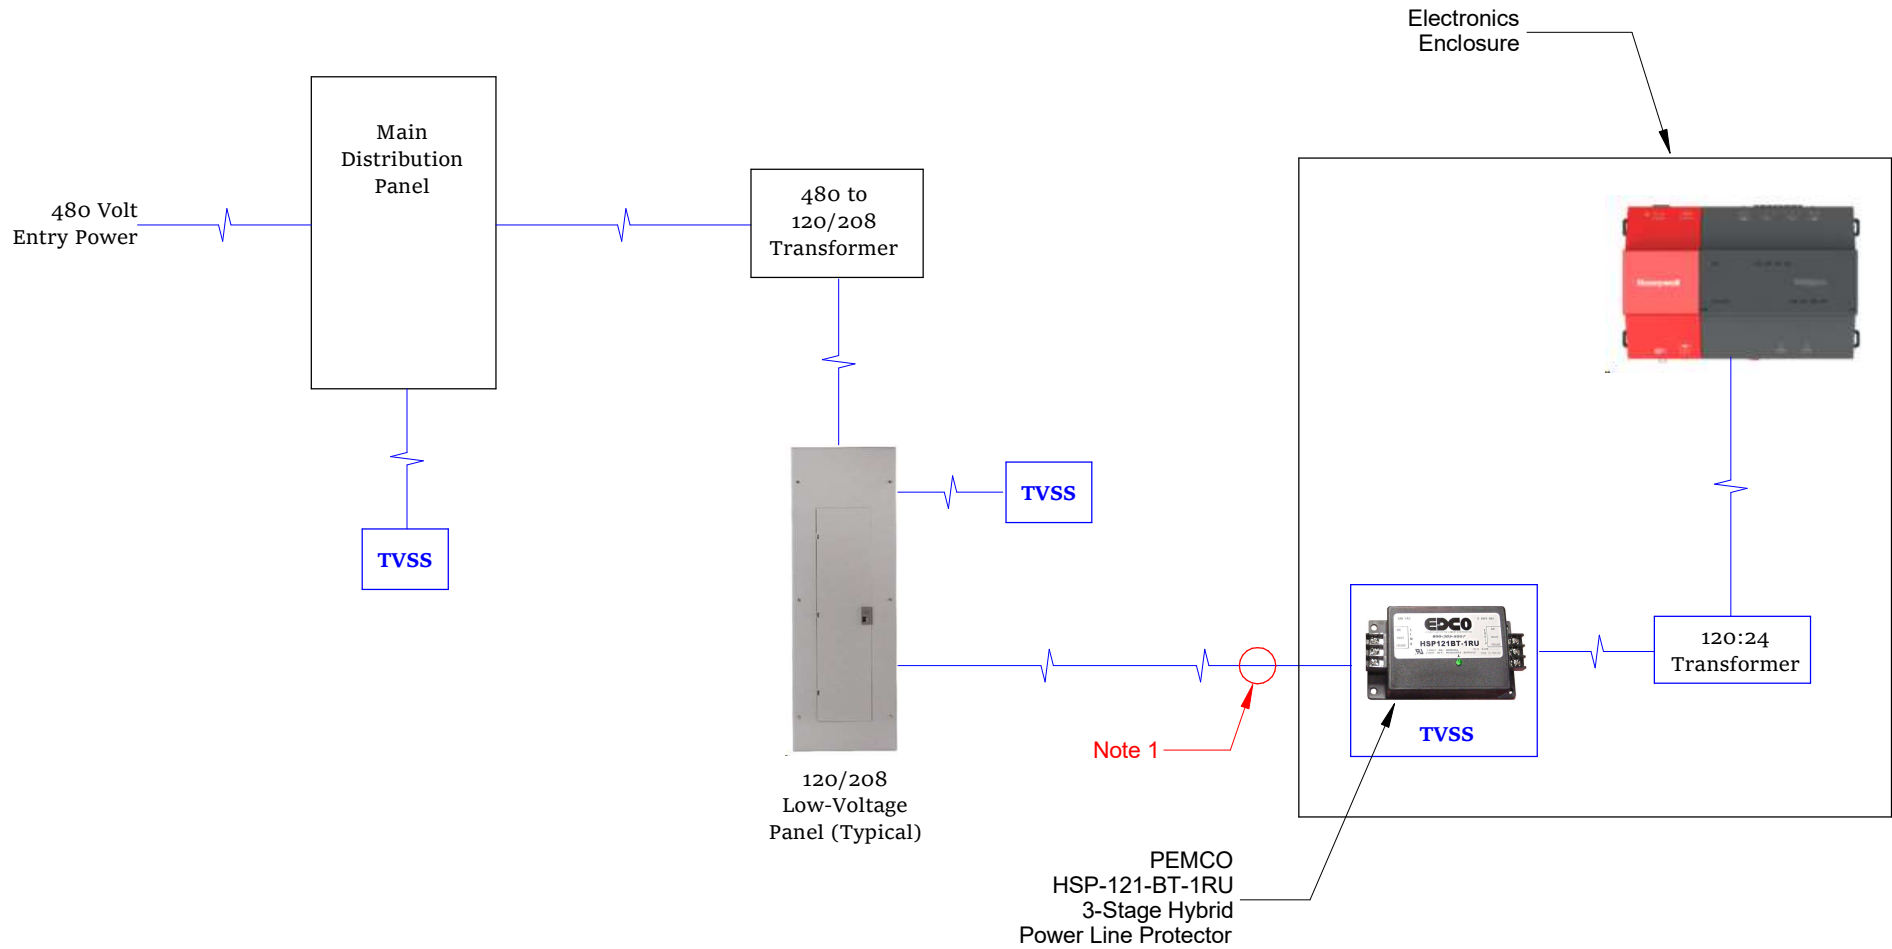 Electronics
Enclosure
Main
Distribution
Panel
480 Volt
Entry Power
480 to
120/208
Transformer
Honeywell
TVSS
TVSS
EDCO
HSP121BT-1RU
TVSS
120:24
Transformer
Note 1
120/208
Low-Voltage
Panel (Typical)
PEMCO
HSP-121-BT-1RU
3-Stage Hybrid
Power Line Protector